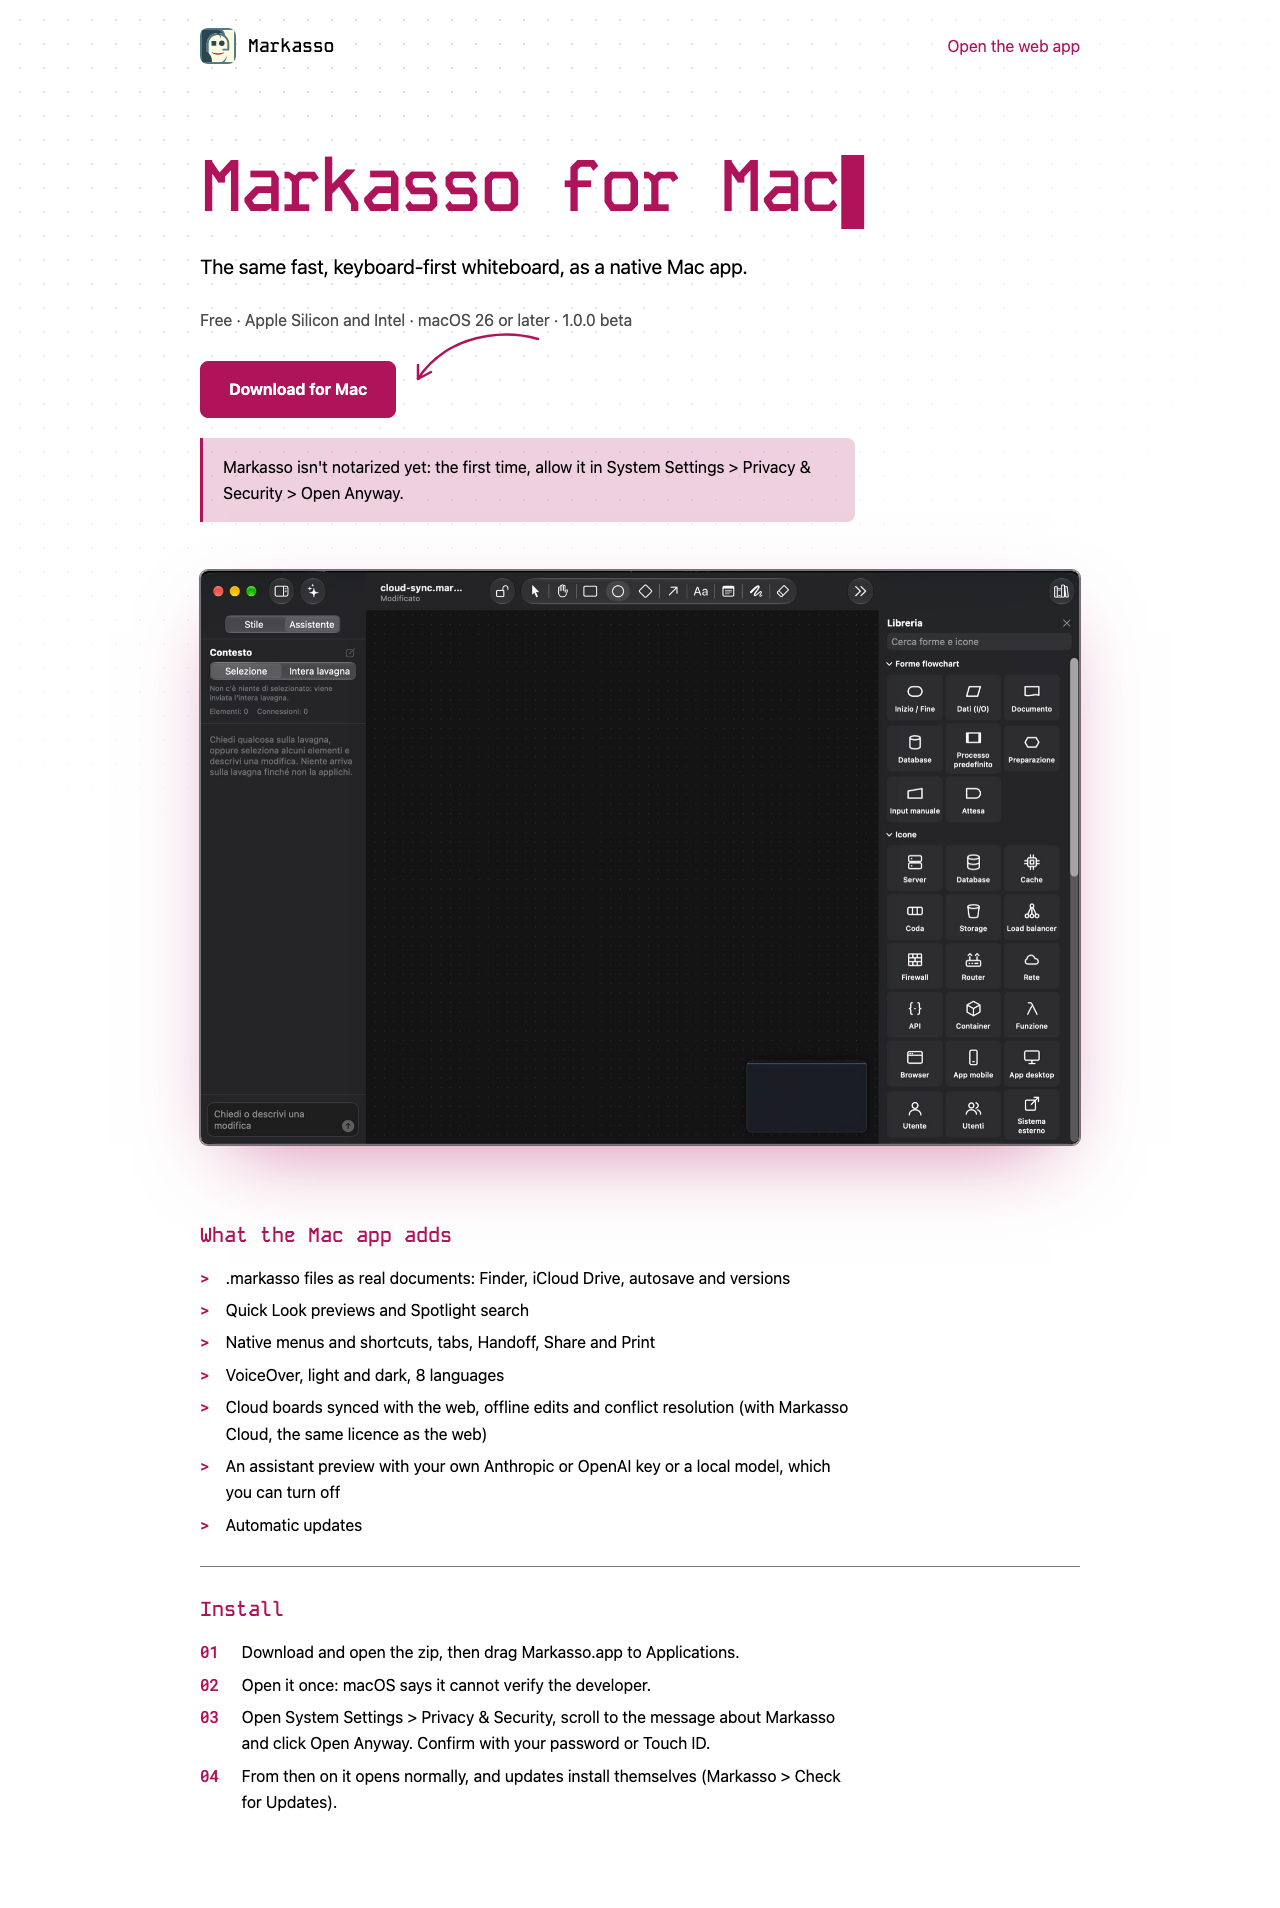 Markasso
Open the web app
Markasso for Mac
The same fast, keyboard-first whiteboard, as a native Mac app.
Free · Apple Silicon and Intel · macOS 26 or later · 1.0.0 beta
Download for Mac
Markasso isn't notarized yet: the first time, allow it in System Settings > Privacy &
Security > Open Anyway.
cloud-sync.mar...
Modificato
Aa
Stile
Assistente
Contesto
Selezione
Intera lavagna
Non c'è niente di selezionato: viene
inviata l'intera lavagna.
Elementi: 0 Connessioni: 0
Chiedi qualcosa sulla lavagna,
oppure seleziona alcuni elementi e
descrivi una modifica. Niente arriva
sulla lavagna finché non la applichi.
Chiedi o descrivi una
modifica
Libreria
Cerca forme e icone
Forme flowchart
Inizio / Fine
Dati (I/O)
Documento
Database
Processo
predefinito
Preparazione
Input manuale
Attesa
Icone
Server
Database
Cache
Coda
Storage
Load balancer
Firewall
Router
Rete
API
Container
Funzione
Browser
App mobile
App desktop
Utente
Utenti
Sistema
esterno
What the Mac app adds
> .markasso files as real documents: Finder, iCloud Drive, autosave and versions
> Quick Look previews and Spotlight search
> Native menus and shortcuts, tabs, Handoff, Share and Print
> VoiceOver, light and dark, 8 languages
> Cloud boards synced with the web, offline edits and conflict resolution (with Markasso
Cloud, the same licence as the web)
> An assistant preview with your own Anthropic or OpenAI key or a local model, which
you can turn off
> Automatic updates
Install
01 Download and open the zip, then drag Markasso.app to Applications.
02 Open it once: macOS says it cannot verify the developer.
03 Open System Settings > Privacy & Security, scroll to the message about Markasso
and click Open Anyway. Confirm with your password or Touch ID.
04 From then on it opens normally, and updates install themselves (Markasso > Check
for Updates).